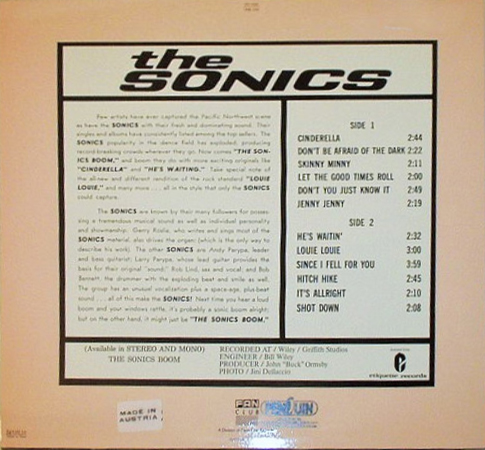 the
SONICS
Few artists have ever captured the Pacific Northwest scene
as have the SONICS with their fresh and dominating sound. Their
singles and albums have consistently listed among the top sellers. The
SONICS popularity in the dance field has exploded; producing
record-breaking crowds wherever they go. Now comes "THE SON-
ICS BOOM," and boom they do with more exciting originals like
"CINDERELLA" and "HE'S WAITING." Take special note of
the all-new and different rendition of the rock standard "LOUIE
LOUIE," and many more . . . all in the style that only the SONICS
could capture.
The SONICS are known by their many followers for posses-
sing a tremendous musical sound as well as individual personality
and showmanship. Gerry Roslie, who writes and sings most of the
SONICS material, also drives the organ; (which is the only way to
describe his work). The other SONICS are Andy Parypa, leader
and bass guitarist; Larry Parypa, whose lead guitar provides the
basis for their original "sound." Rob Lind, sax and vocal; and Bob
Bennett, the drummer with the exploding beat and smile as well.
The group has an unusual vocalization plus a space-age, plus-beat
sound . . . all of this make the SONICS! Next time you hear a loud
boom and your windows rattle, it's probably a sonic boom alright;
but on the other hand, it might just be "THE SONICS BOOM."
SIDE 1
CINDERELLA 2:44
DON'T BE AFRAID OF THE DARK 2:22
SKINNY MINNY 2:11
LET THE GOOD TIMES ROLL 2:00
DON'T YOU JUST KNOW IT 2:49
JENNY JENNY 2:19
SIDE 2
HE'S WAITIN' 2:32
LOUIE LOUIE 3:00
SINCE I FELL FOR YOU 3:59
HITCH HIKE 2:45
IT'S ALLRIGHT 2:10
SHOT DOWN 2:08
(Available in STEREO AND MONO)
THE SONICS BOOM
RECORDED AT / Wiley / Griffith Studios
ENGINEER / Bill Wiley
PRODUCER / John "Buck" Ormsby
PHOTO / Jini Dellaccio
etiquette records
MADE IN
AUSTRIA
FAN
CLUB